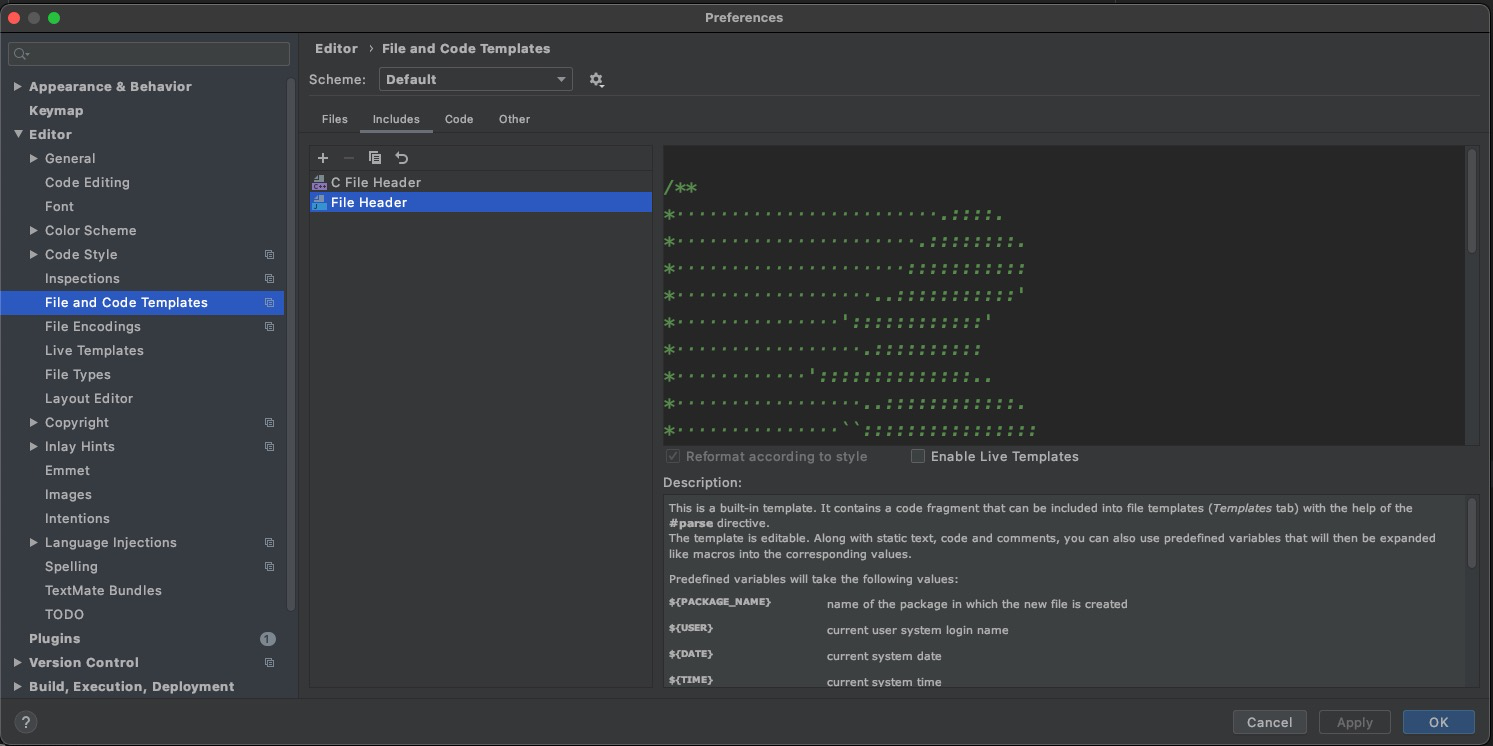 Preferences
Appearance & Behavior
Keymap
Editor
General
Code Editing
Font
Color Scheme
Code Style
Inspections
File and Code Templates
File Encodings
Live Templates
File Types
Layout Editor
Copyright
Inlay Hints
Emmet
Images
Intentions
Language Injections
Spelling
TextMate Bundles
TODO
Plugins 1
Version Control
Build, Execution, Deployment
Editor › File and Code Templates
Scheme: Default
Files Includes Code Other
C File Header
File Header
/**
*························.::::.
*······················.::::::::.
*·····················:::::::::::
*··················..:::::::::::'
*···············'::::::::::::'
*·················.::::::::::
*············'::::::::::::::..
*·················..::::::::::::.
*···············``::::::::::::::::
Reformat according to style Enable Live Templates
Description:
This is a built-in template. It contains a code fragment that can be included into file templates (Templates tab) with the help of the
#parse directive.
The template is editable. Along with static text, code and comments, you can also use predefined variables that will then be expanded
like macros into the corresponding values.
Predefined variables will take the following values:
${PACKAGE_NAME} name of the package in which the new file is created
${USER} current user system login name
${DATE} current system date
${TIME} current system time
? Cancel Apply OK